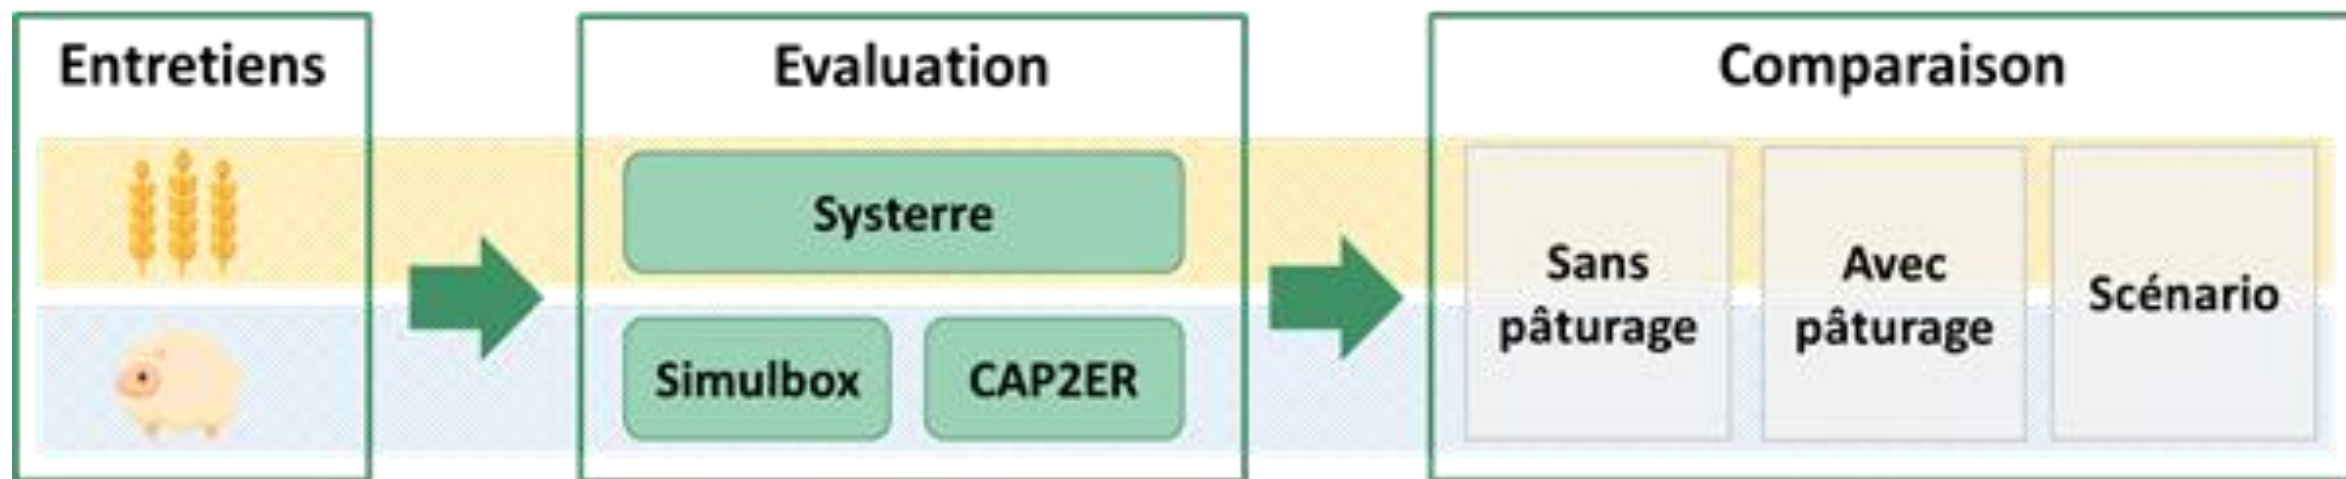 Entretiens
Evaluation
Comparaison
Systerre
Simulbox
CAP2ER
Sans
pâturage
Avec
pâturage
Scénario